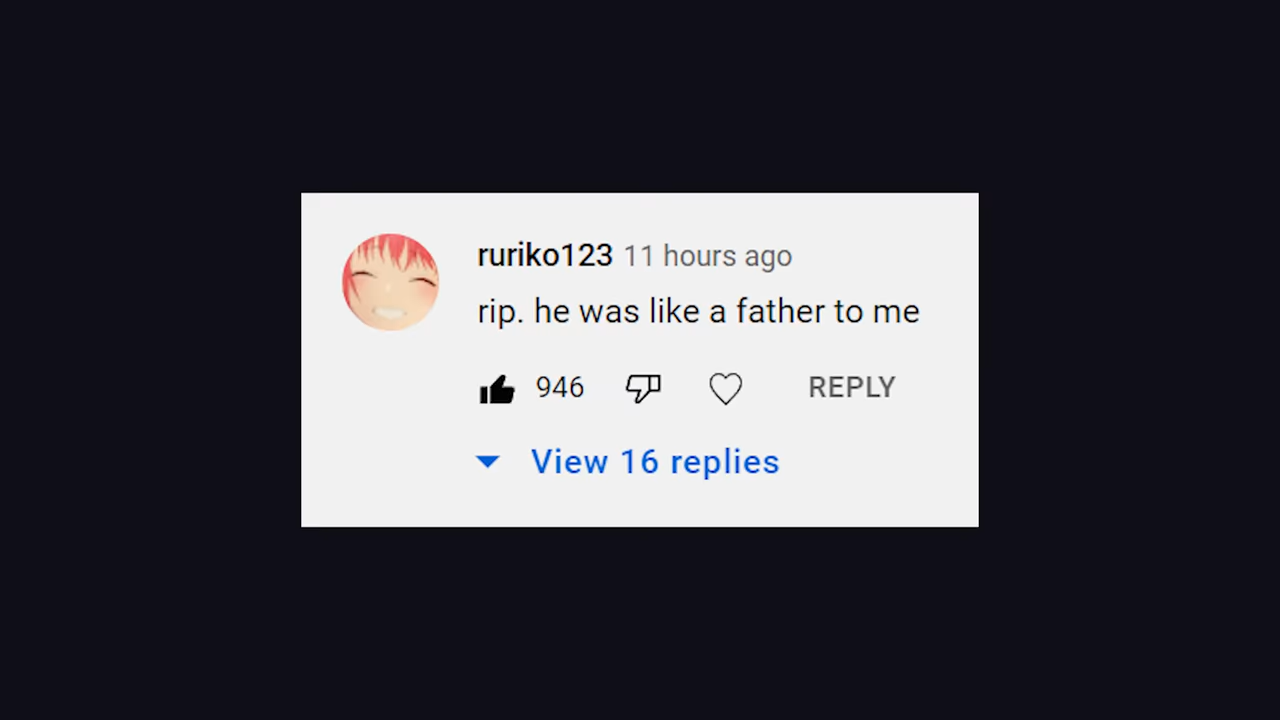 ruriko123 11 hours ago
rip. he was like a father to me
946 REPLY
View 16 replies